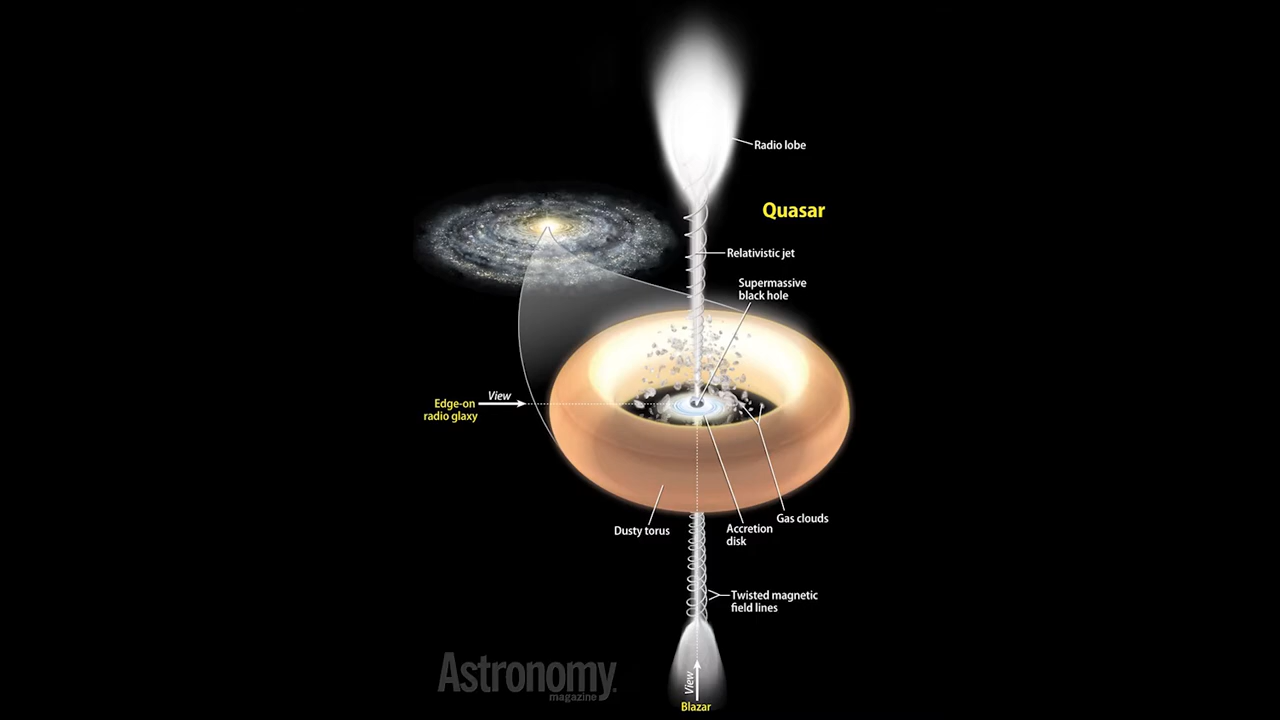 Radio lobe
Quasar
Relativistic jet
Supermassive
black hole
View
Edge-on
radio glaxy
Gas clouds
Dusty torus
Accretion
disk
Twisted magnetic
field lines
Astronomy
magazine
View
Blazar